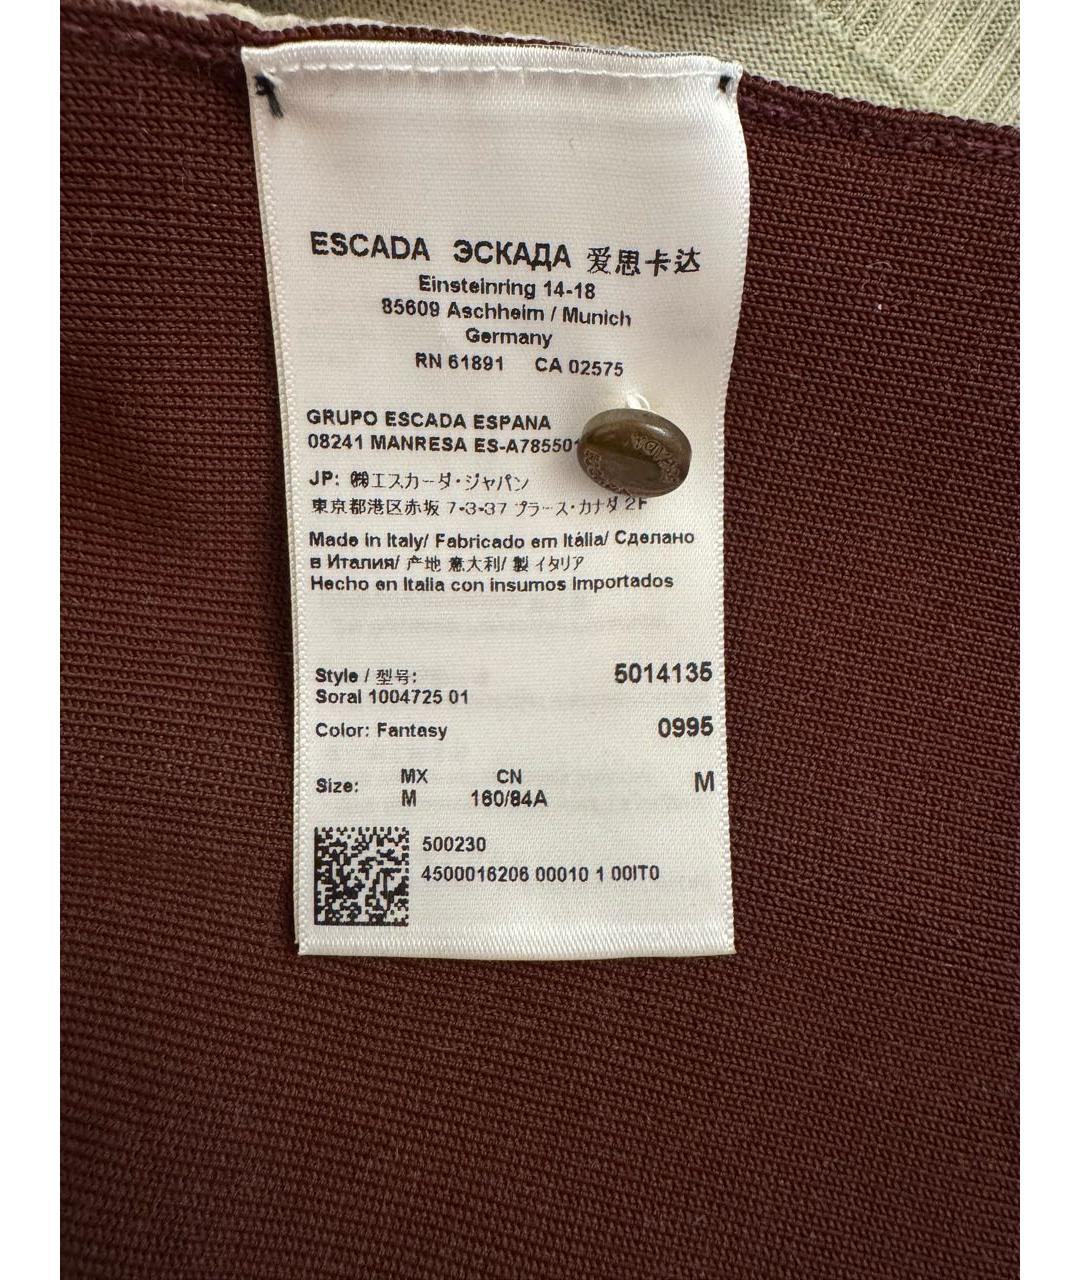 ESCADA ЭСКАДА 爱思卡达
Einsteinring 14-18
85609 Aschheim / Munich
Germany
RN 61891 CA 02575
GRUPO ESCADA ESPANA
08241 MANRESA ES-A785501
JP: ㈱エスカーダ・ジャパン
東京都港区赤坂 7-3-37 プラース・カナダ 2F
Made in Italy/ Fabricado em Itália/ Сделано
в Италия/ 产地 意大利/ 製 イタリア
Hecho en Italia con insumos Importados
Style / 型号: 5014135
Soral 1004725 01
Color: Fantasy 0995
MX CN
Size: M 160/84A M
500230
4500016206 00010 1 00IT0